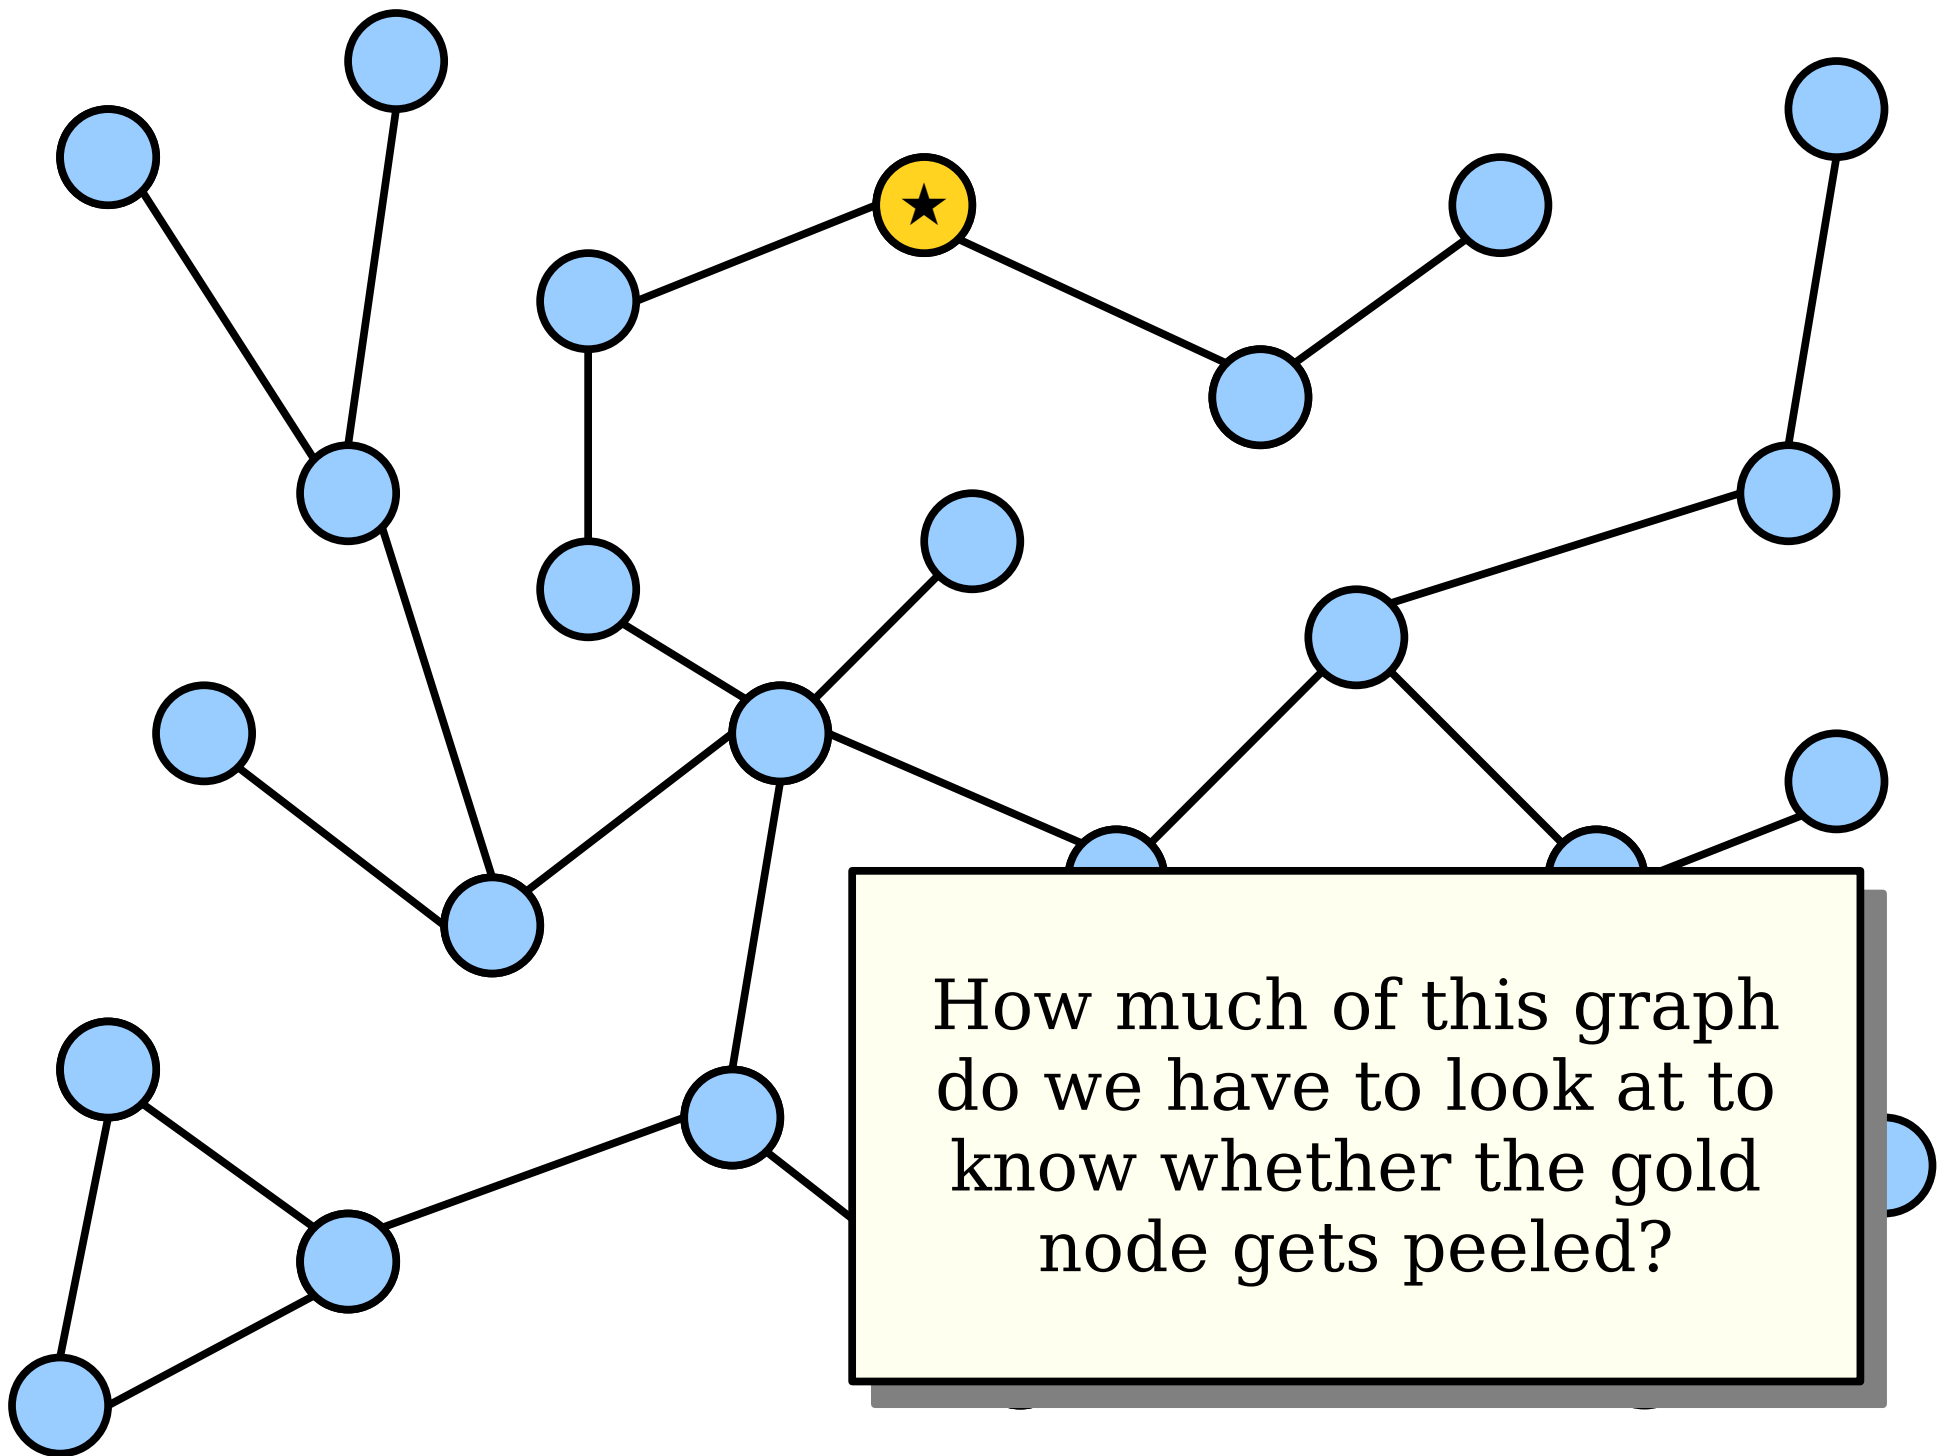 How much of this graph
do we have to look at to
know whether the gold
node gets peeled?